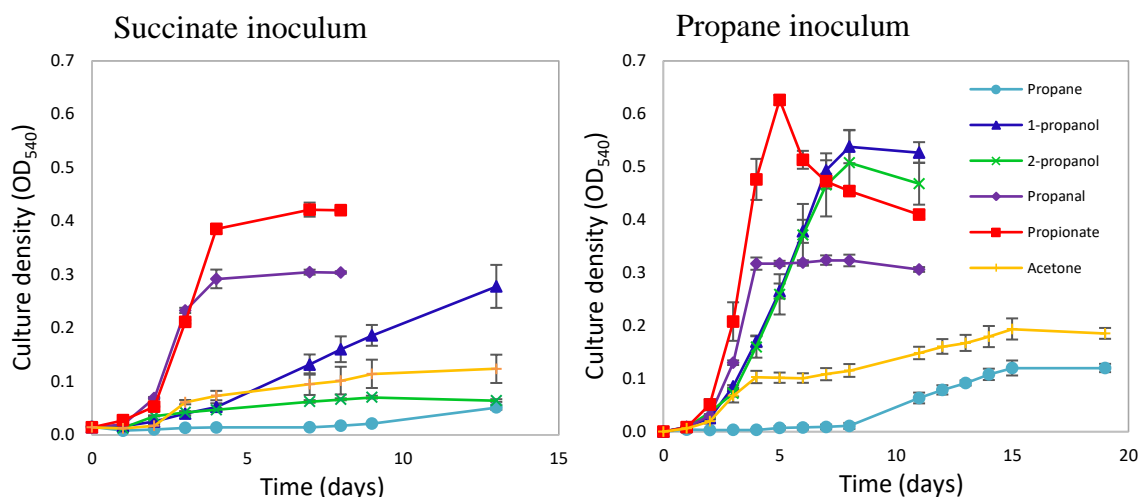 Succinate inoculum
Culture density (OD540)
0.7
0.6
0.5
0.4
0.3
0.2
0.1
0.0
0 5 10 15
Time (days)
Propane inoculum
Culture density (OD540)
0.7
0.6
0.5
0.4
0.3
0.2
0.1
0.0
0 5 10 15 20
Time (days)
Propane
1-propanol
2-propanol
Propanal
Propionate
Acetone